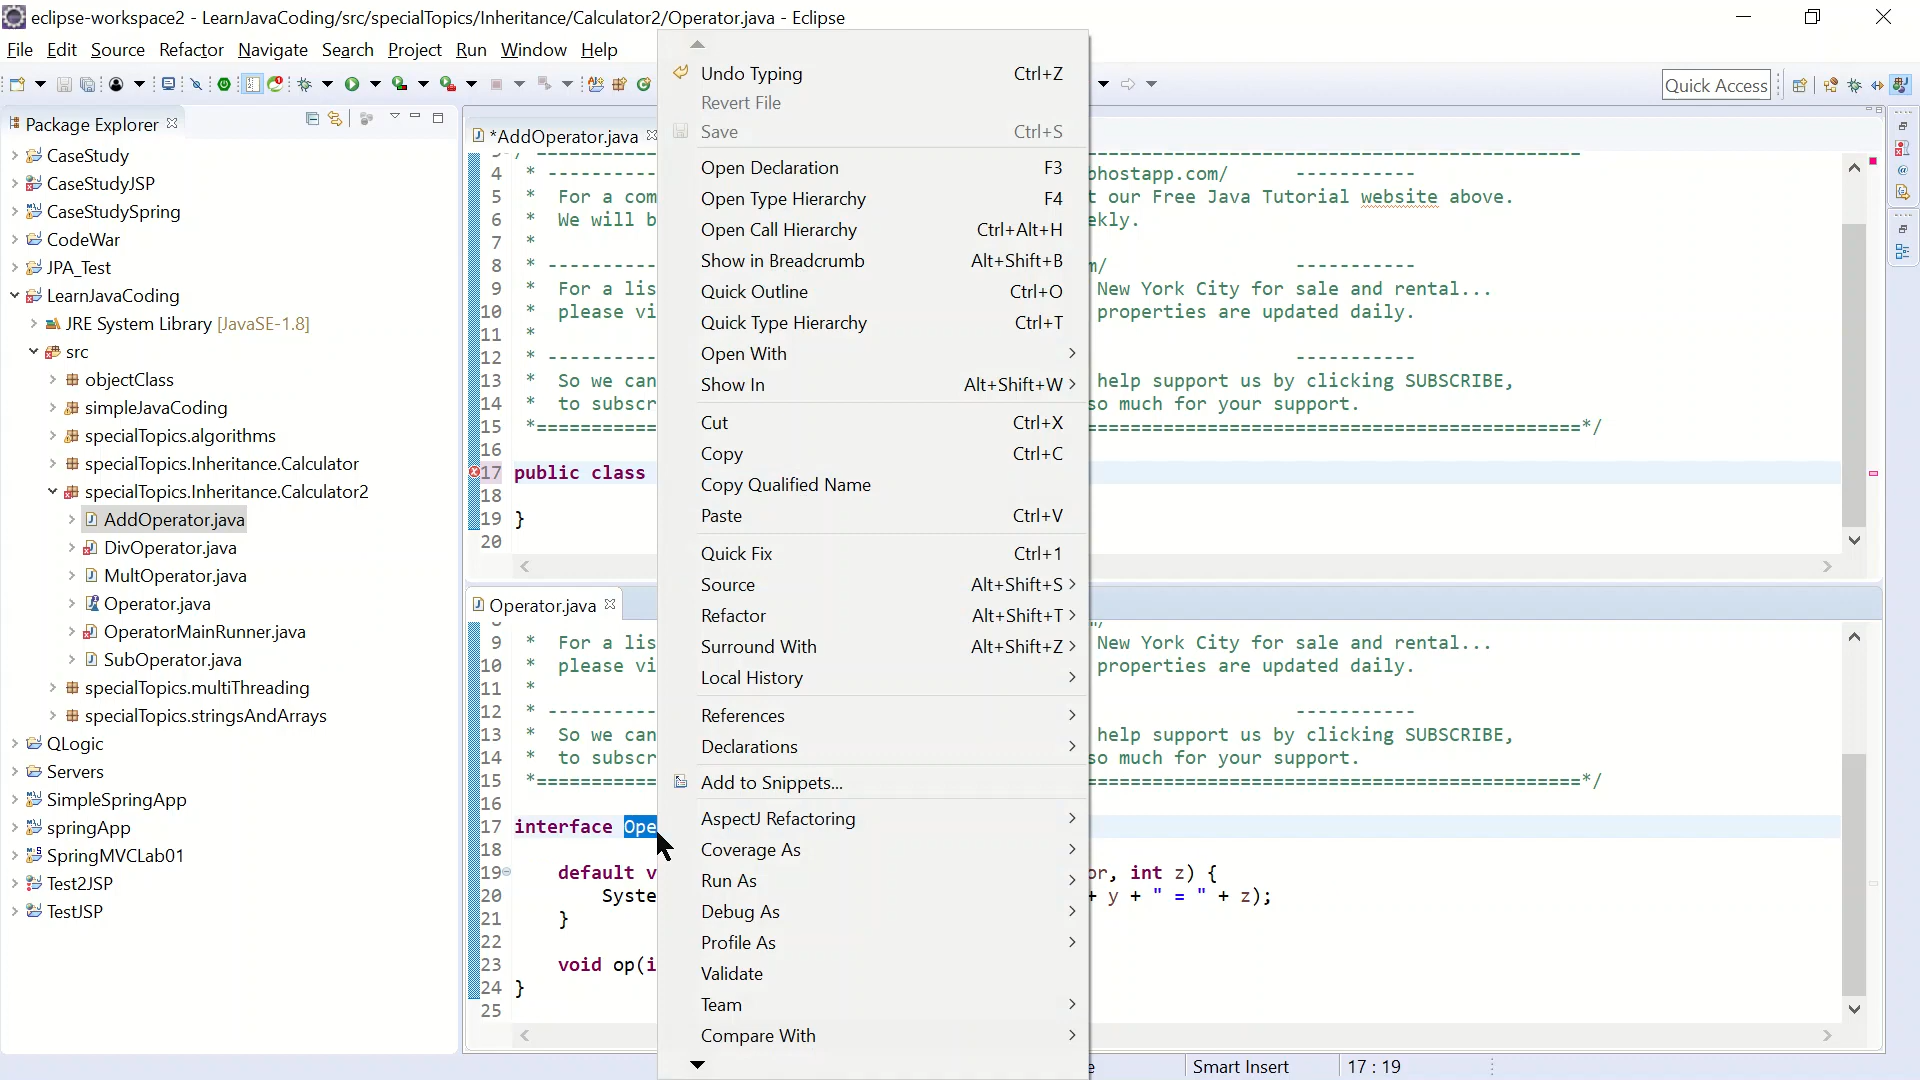 eclipse-workspace2 - LearnJavaCoding/src/specialTopics/Inheritance/Calculator2/Operator.java - Eclipse
File Edit Source Refactor Navigate Search Project Run Window Help
Quick Access
Package Explorer
CaseStudy
CaseStudyJSP
CaseStudySpring
CodeWar
JPA_Test
LearnJavaCoding
JRE System Library [JavaSE-1.8]
src
objectClass
simpleJavaCoding
specialTopics.algorithms
specialTopics.Inheritance.Calculator
specialTopics.Inheritance.Calculator2
AddOperator.java
DivOperator.java
MultOperator.java
Operator.java
OperatorMainRunner.java
SubOperator.java
specialTopics.multiThreading
specialTopics.stringsAndArrays
QLogic
Servers
SimpleSpringApp
springApp
SpringMVCLab01
Test2JSP
TestJSP
*AddOperator.java
4 * ---------- bhostapp.com/ -----------
5 * For a com t our Free Java Tutorial website above.
6 * We will b ekly.
7 *
8 * ---------- m/ -----------
9 * For a lis New York City for sale and rental...
10 * please vi properties are updated daily.
11 *
12 * ---------- -----------
13 * So we can help support us by clicking SUBSCRIBE,
14 * to subscr so much for your support.
15 *=========== ==============================================*/
16
17 public class
18
19 }
20
Operator.java
9 * For a lis New York City for sale and rental...
10 * please vi properties are updated daily.
11 *
12 * ---------- -----------
13 * So we can help support us by clicking SUBSCRIBE,
14 * to subscr so much for your support.
15 *=========== ==============================================*/
16
17 interface Ope
18
19 default v or, int z) {
20 Syste + y + " = " + z);
21 }
22
23 void op(i
24 }
25
Undo Typing Ctrl+Z
Revert File
Save Ctrl+S
Open Declaration F3
Open Type Hierarchy F4
Open Call Hierarchy Ctrl+Alt+H
Show in Breadcrumb Alt+Shift+B
Quick Outline Ctrl+O
Quick Type Hierarchy Ctrl+T
Open With
Show In Alt+Shift+W
Cut Ctrl+X
Copy Ctrl+C
Copy Qualified Name
Paste Ctrl+V
Quick Fix Ctrl+1
Source Alt+Shift+S
Refactor Alt+Shift+T
Surround With Alt+Shift+Z
Local History
References
Declarations
Add to Snippets...
AspectJ Refactoring
Coverage As
Run As
Debug As
Profile As
Validate
Team
Compare With
e Smart Insert 17 : 19